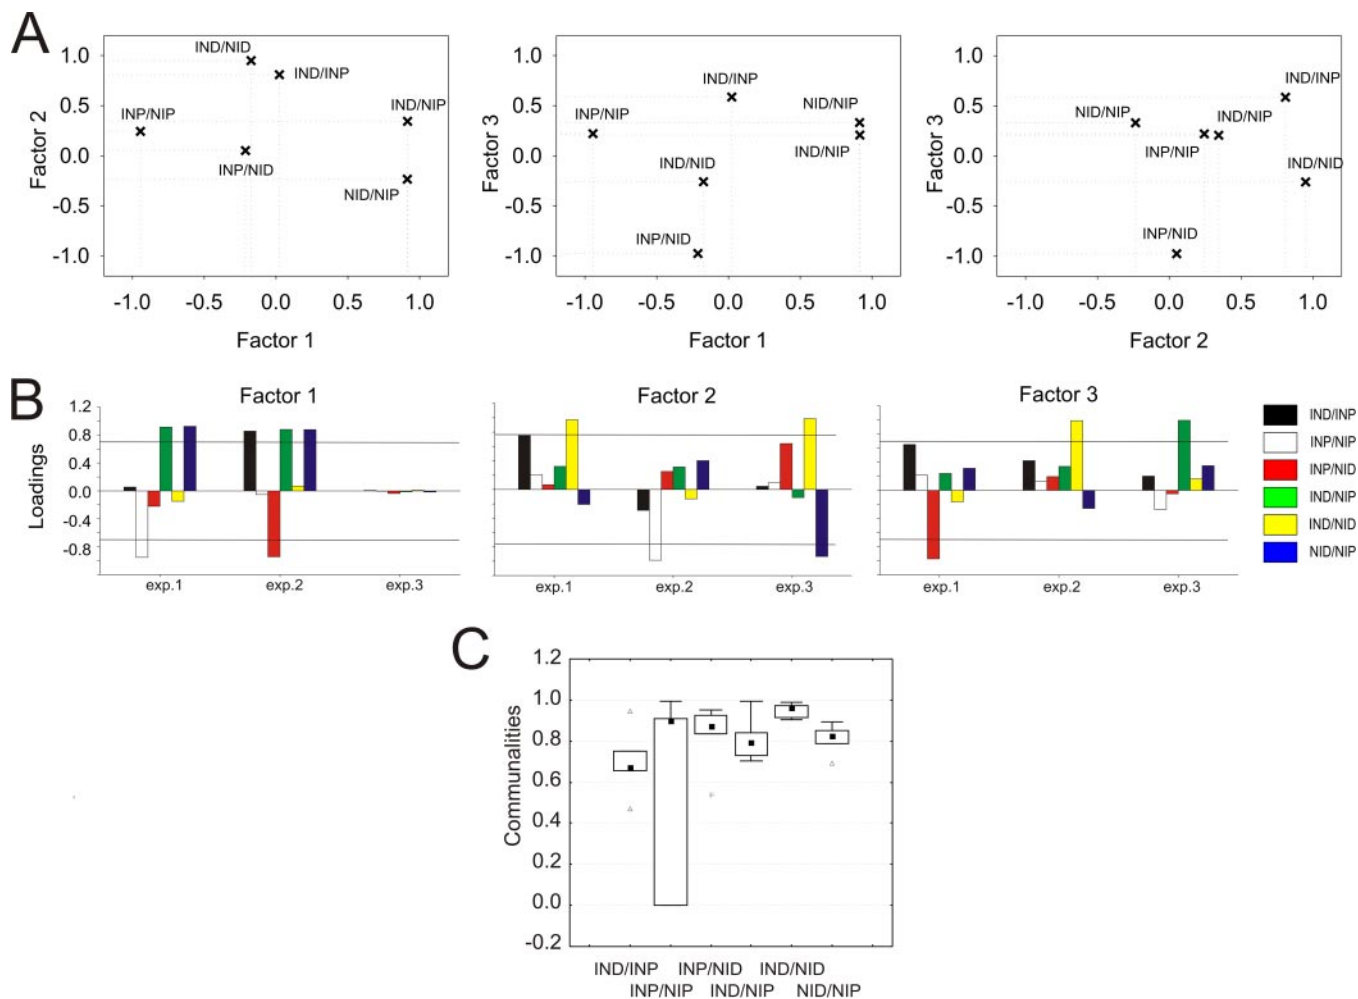 A
1.0
0.5
0.0
-0.5
-1.0
Factor 2
IND/NID
IND/INP
INP/NIP
IND/NIP
INP/NID
NID/NIP
-1.0 -0.5 0.0 0.5 1.0
Factor 1
1.0
0.5
0.0
-0.5
-1.0
Factor 3
IND/INP
INP/NIP
NID/NIP
IND/NID
IND/NIP
INP/NID
-1.0 -0.5 0.0 0.5 1.0
Factor 1
1.0
0.5
0.0
-0.5
-1.0
Factor 3
IND/INP
NID/NIP
IND/NIP
INP/NIP
IND/NID
INP/NID
-1.0 -0.5 0.0 0.5 1.0
Factor 2
B
Factor 1
Factor 2
Factor 3
1.2
0.8
0.4
0.0
-0.4
-0.8
Loadings
exp.1 exp.2 exp.3
exp.1 exp.2 exp.3
exp.1 exp.2 exp.3
IND/INP
INP/NIP
INP/NID
IND/NIP
IND/NID
NID/NIP
C
1.2
1.0
0.8
0.6
0.4
0.2
0.0
-0.2
Communalities
IND/INP INP/NID IND/NID
INP/NIP IND/NIP NID/NIP